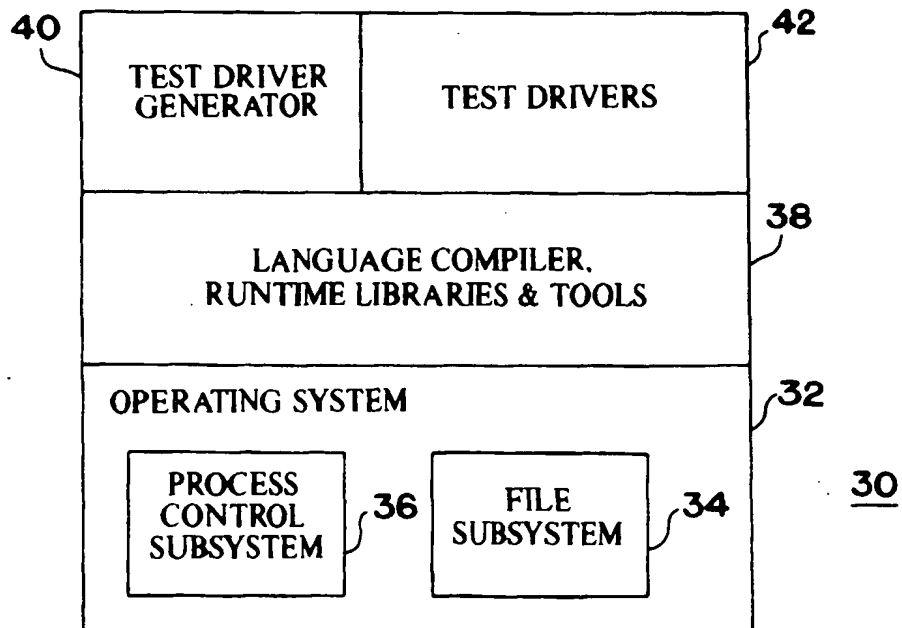 40
42
TEST DRIVER
GENERATOR
TEST DRIVERS
38
LANGUAGE COMPILER,
RUNTIME LIBRARIES & TOOLS
OPERATING SYSTEM
32
PROCESS
CONTROL
SUBSYSTEM
36
FILE
SUBSYSTEM
34
30